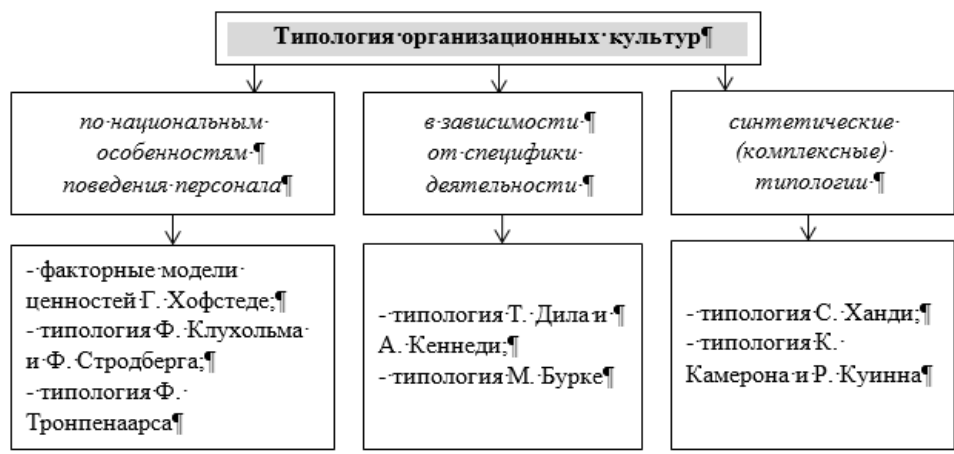 Типология организационных культур¶
по национальным
особенностям ¶
поведения персонала¶
в зависимости ¶
от специфики
деятельности ¶
синтетические
(комплексные)
типологии ¶
- факторные модели
ценностей Г. Хофстеде;¶
- типология Ф. Клухольма
и Ф. Стродберга;¶
- типология Ф.
Тронпенаарса¶
- типология Т. Дила и ¶
А. Кеннеди;¶
- типология М. Бурке¶
- типология С. Ханди;¶
- типология К.
Камерона и Р. Куинна¶